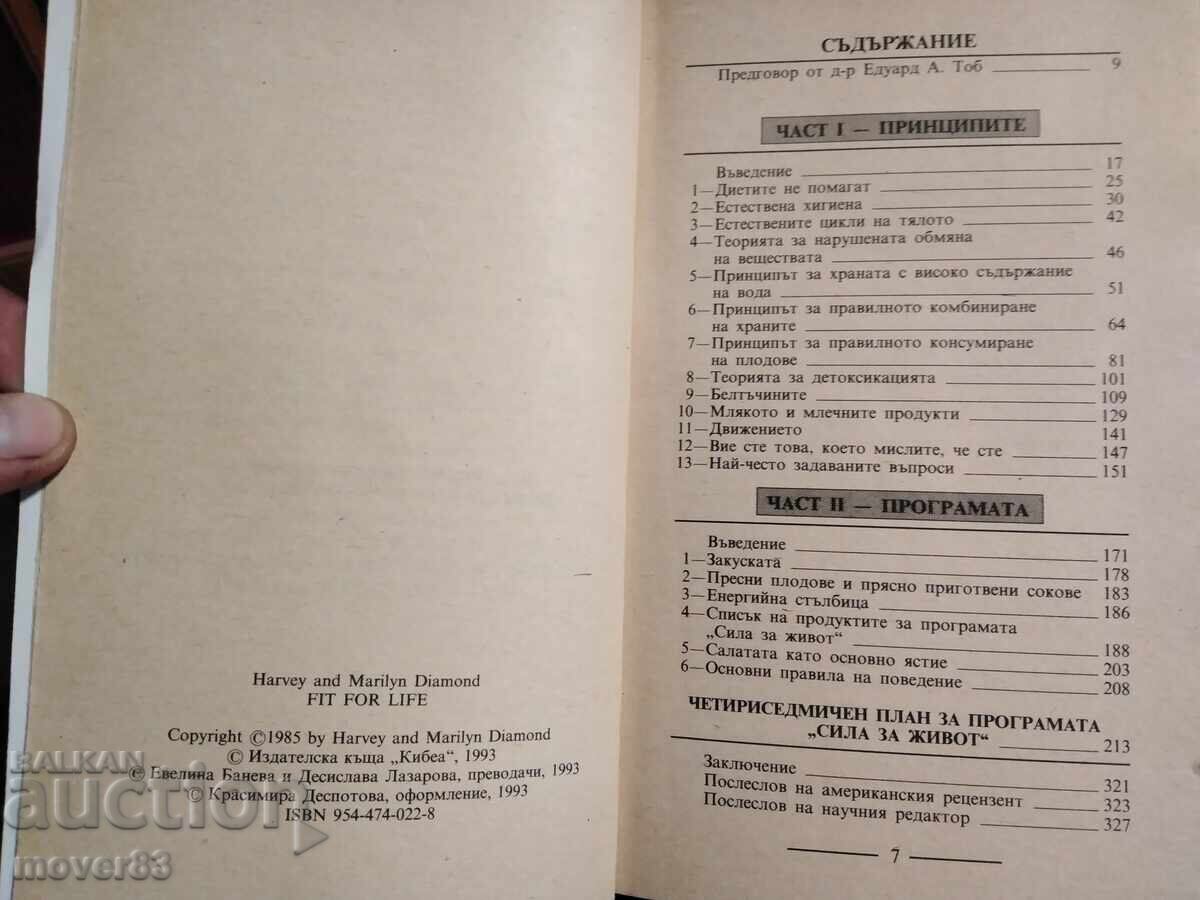 Harvey and Marilyn Diamond
FIT FOR LIFE
Copyright ©1985 by Harvey and Marilyn Diamond
© Издателска къща „Кибеа“, 1993
© Евелина Банева и Десислава Лазарова, преводачи, 1993
© Красимира Деспотова, оформление, 1993
ISBN 954-474-022-8
BALKAN
auction
mover83
СЪДЪРЖАНИЕ
Предговор от д-р Едуард А. Тоб 9
ЧАСТ I — ПРИНЦИПИТЕ
Въведение 17
1—Диетите не помагат 25
2—Естествена хигиена 30
3—Естествените цикли на тялото 42
4—Теорията за нарушената обмяна
на веществата 46
5—Принципът за храната с високо съдържание
на вода 51
6—Принципът за правилното комбиниране
на храните 64
7—Принципът за правилното консумиране
на плодове 81
8—Теорията за детоксикацията 101
9—Белтъчините 109
10—Млякото и млечните продукти 129
11—Движението 141
12—Вие сте това, което мислите, че сте 147
13—Най-често задаваните въпроси 151
ЧАСТ II — ПРОГРАМАТА
Въведение 171
1—Закуската 178
2—Пресни плодове и прясно приготвени сокове 183
3—Енергийна стълбица 186
4—Списък на продуктите за програмата
„Сила за живот“ 188
5—Салатата като основно ястие 203
6—Основни правила на поведение 208
ЧЕТИРИСЕДМИЧЕН ПЛАН ЗА ПРОГРАМАТА
„СИЛА ЗА ЖИВОТ“ 213
Заключение 321
Послеслов на американския рецензент 323
Послеслов на научния редактор 327
7